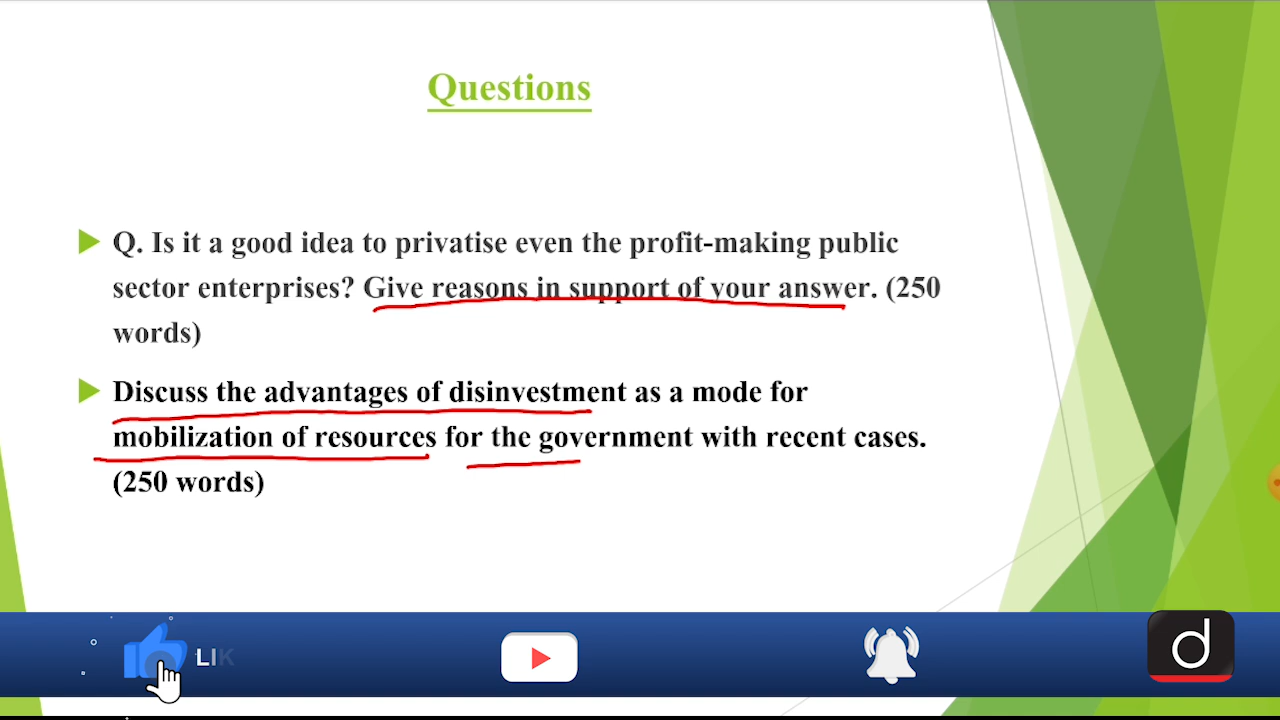 Questions
Q. Is it a good idea to privatise even the profit-making public
sector enterprises? Give reasons in support of your answer. (250
words)
Discuss the advantages of disinvestment as a mode for
mobilization of resources for the government with recent cases.
(250 words)
LIK
d